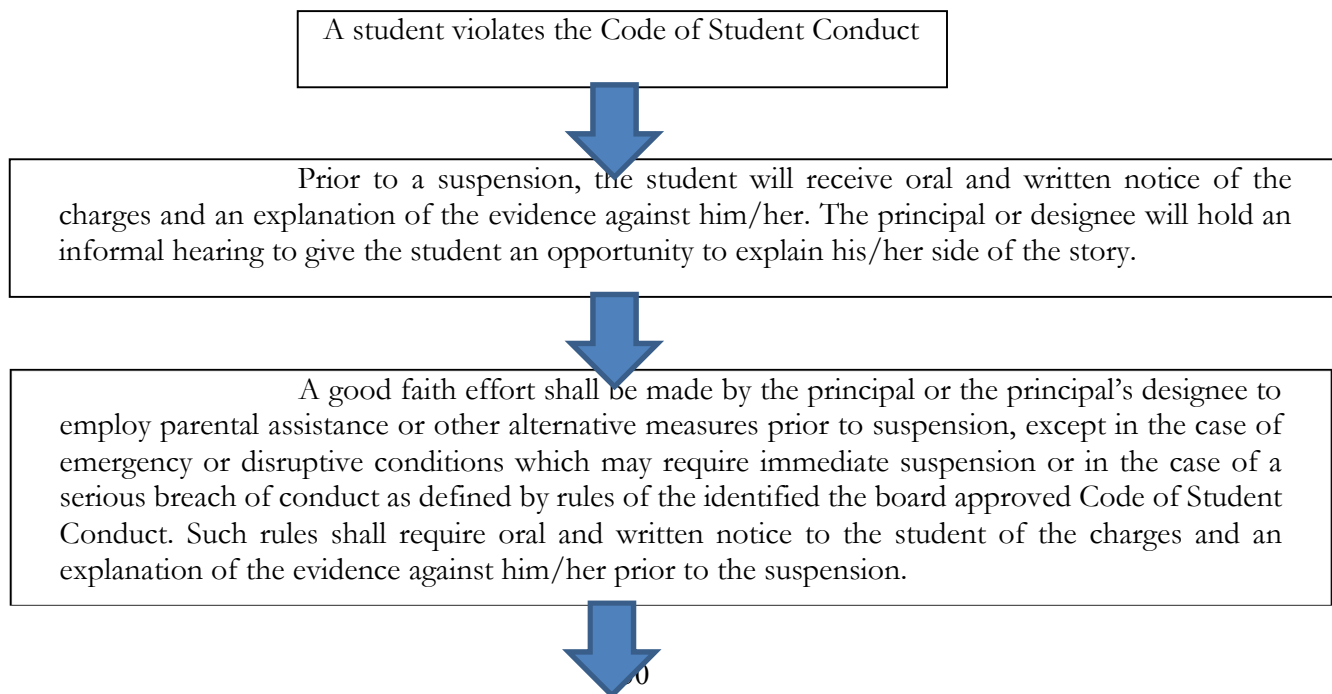 A student violates the Code of Student Conduct
Prior to a suspension, the student will receive oral and written notice of the
charges and an explanation of the evidence against him/her. The principal or designee will hold an
informal hearing to give the student an opportunity to explain his/her side of the story.
A good faith effort shall be made by the principal or the principal’s designee to
employ parental assistance or other alternative measures prior to suspension, except in the case of
emergency or disruptive conditions which may require immediate suspension or in the case of a
serious breach of conduct as defined by rules of the identified the board approved Code of Student
Conduct. Such rules shall require oral and written notice to the student of the charges and an
explanation of the evidence against him/her prior to the suspension.